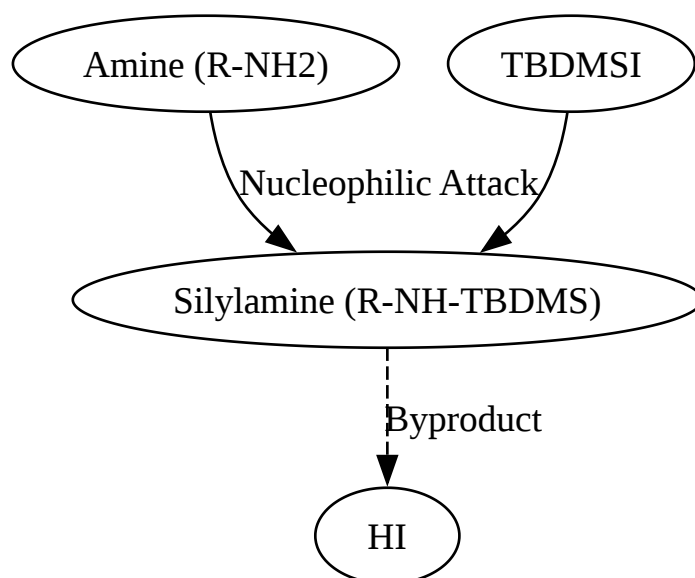 Amine (R-NH2)
TBDMSI
Nucleophilic Attack
Silylamine (R-NH-TBDMS)
Byproduct
HI